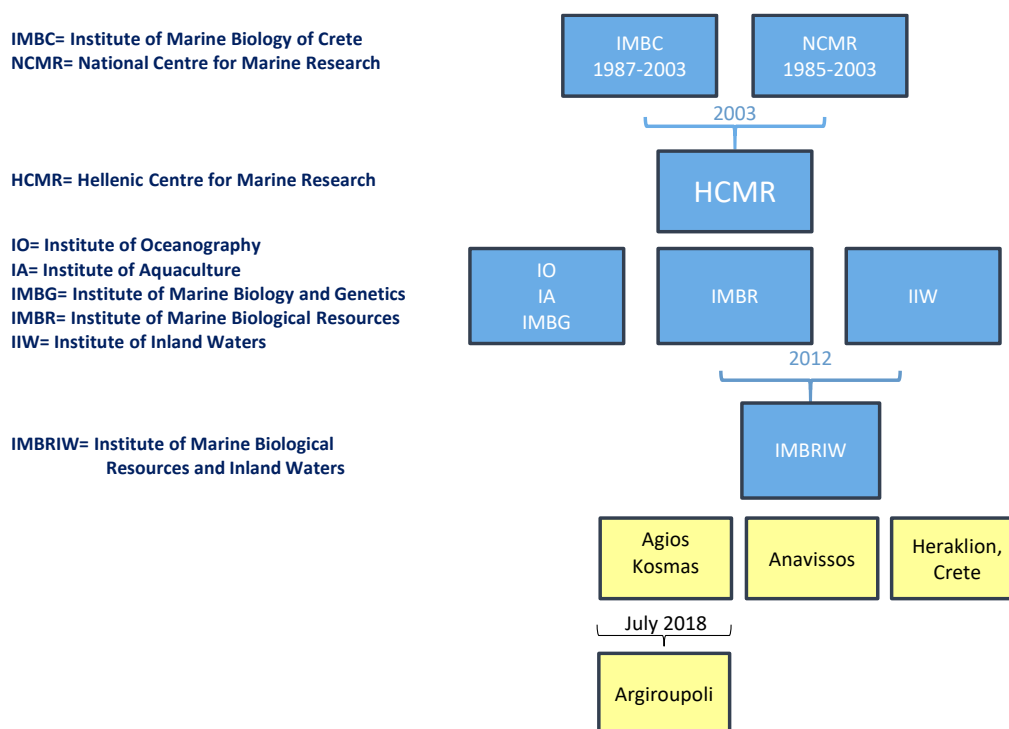 IMBC= Institute of Marine Biology of Crete
NCMR= National Centre for Marine Research
IMBC
1987-2003
NCMR
1985-2003
2003
HCMR= Hellenic Centre for Marine Research
HCMR
IO= Institute of Oceanography
IA= Institute of Aquaculture
IMBG= Institute of Marine Biology and Genetics
IMBR= Institute of Marine Biological Resources
IIW= Institute of Inland Waters
IO
IA
IMBG
IMBR
IIW
2012
IMBRIW= Institute of Marine Biological
Resources and Inland Waters
IMBRIW
Agios
Kosmas
Anavissos
Heraklion,
Crete
July 2018
Argiroupoli